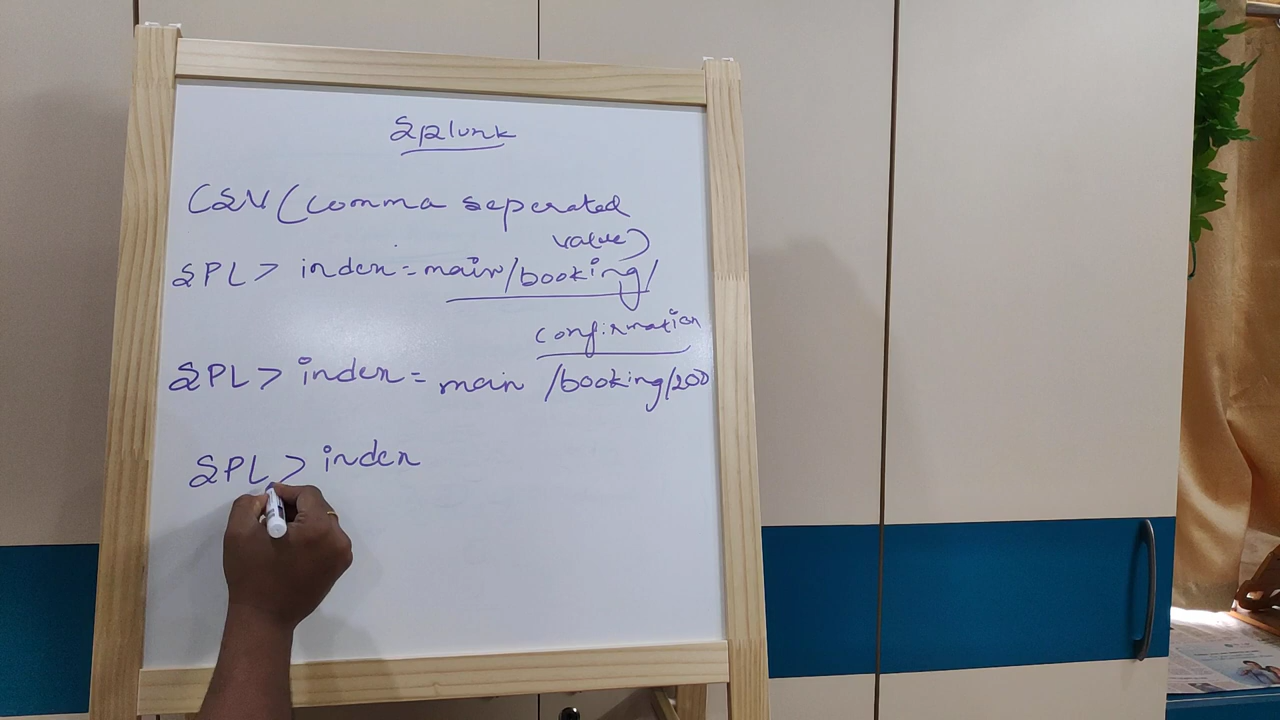 Splunk
CSV (comma seperated
value)
SPL > index = main/booking/
confirmation
SPL > index = main /booking/200
SPL > index